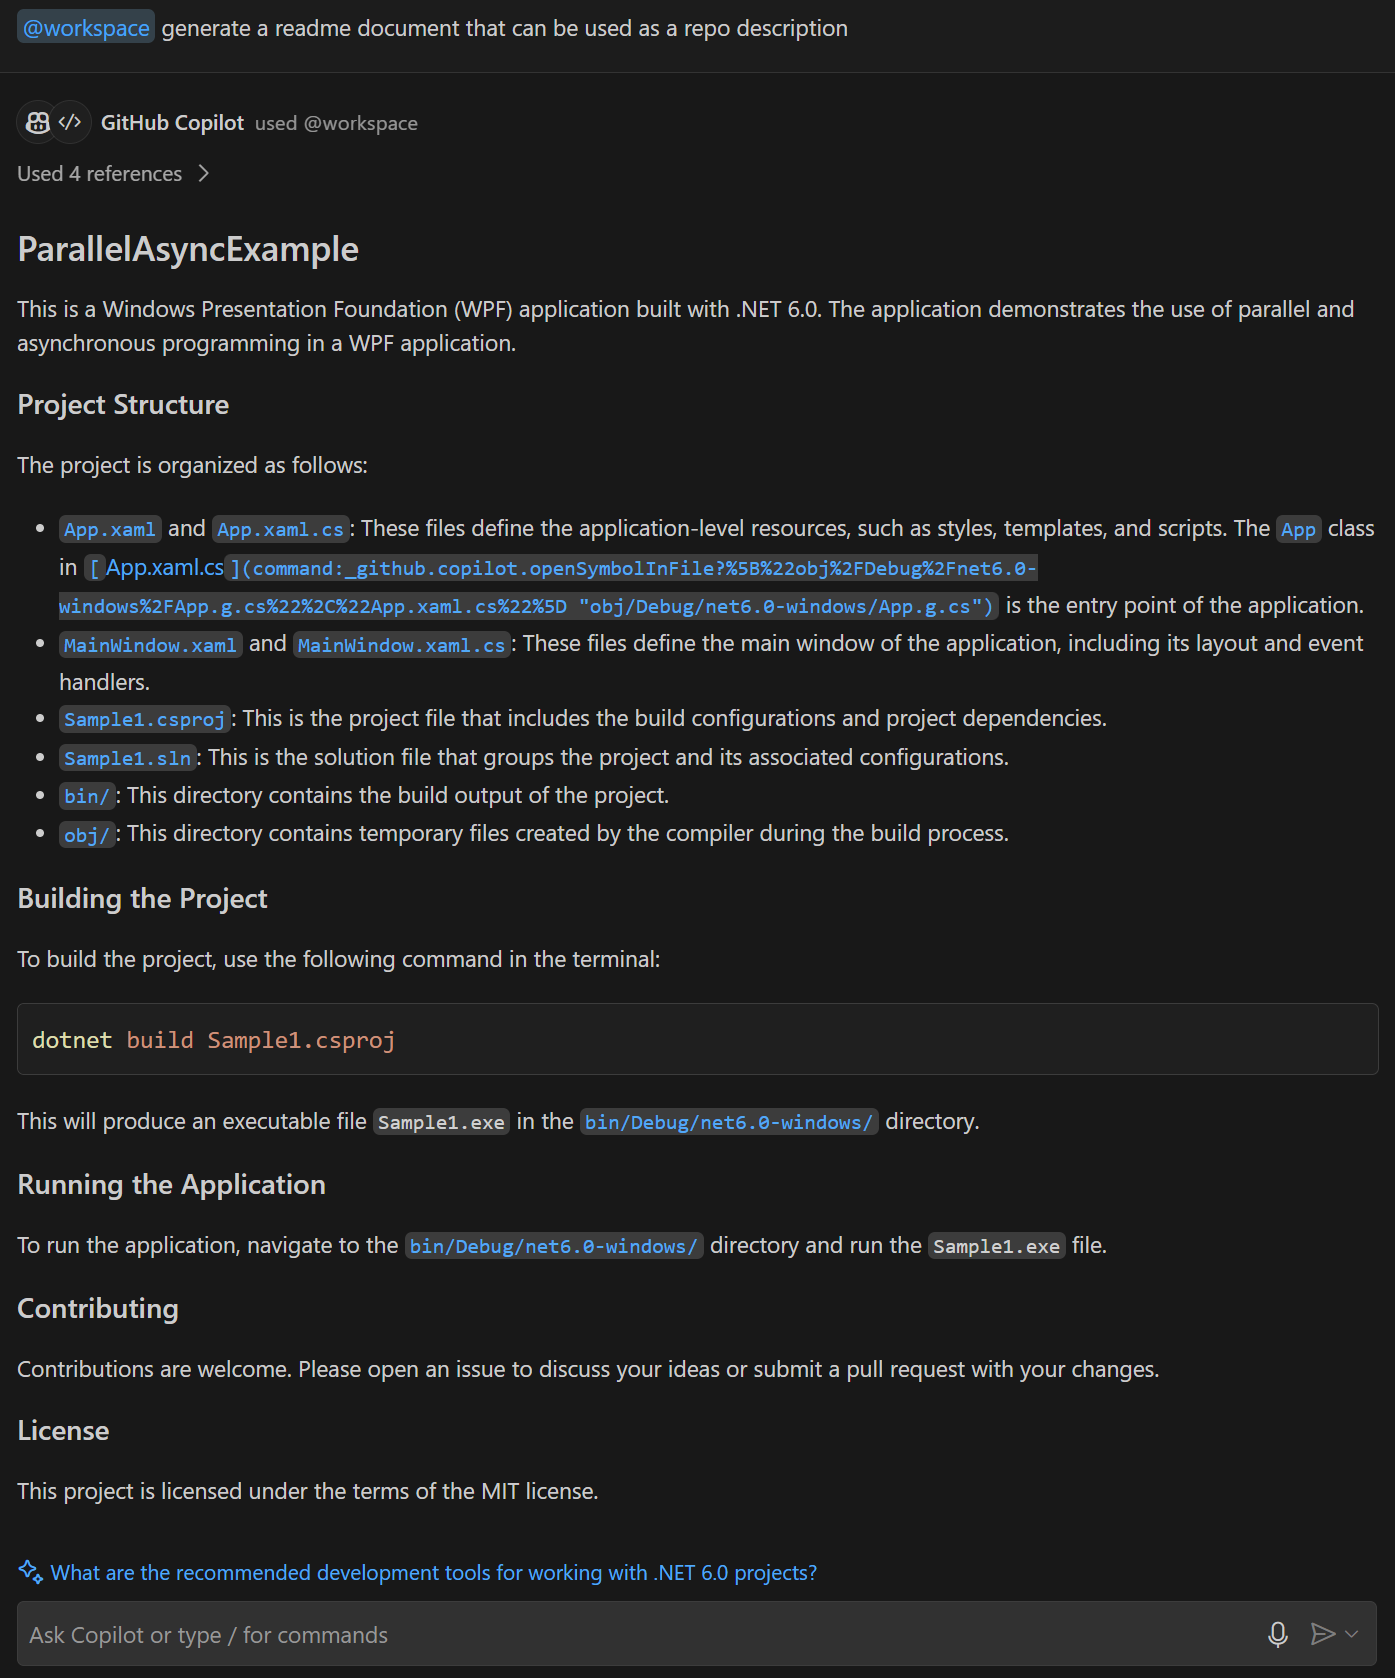 @workspace generate a readme document that can be used as a repo description
GitHub Copilot used @workspace
Used 4 references
ParallelAsyncExample
This is a Windows Presentation Foundation (WPF) application built with .NET 6.0. The application demonstrates the use of parallel and
asynchronous programming in a WPF application.
Project Structure
The project is organized as follows:
• App.xaml and App.xaml.cs: These files define the application-level resources, such as styles, templates, and scripts. The App class
in [App.xaml.cs](command:_github.copilot.openSymbolInFile?%5B%22obj%2FDebug%2Fnet6.0-
windows%2FApp.g.cs%22%2C%22App.xaml.cs%22%5D "obj/Debug/net6.0-windows/App.g.cs") is the entry point of the application.
• MainWindow.xaml and MainWindow.xaml.cs: These files define the main window of the application, including its layout and event
handlers.
• Sample1.csproj: This is the project file that includes the build configurations and project dependencies.
• Sample1.sln: This is the solution file that groups the project and its associated configurations.
• bin/: This directory contains the build output of the project.
• obj/: This directory contains temporary files created by the compiler during the build process.
Building the Project
To build the project, use the following command in the terminal:
dotnet build Sample1.csproj
This will produce an executable file Sample1.exe in the bin/Debug/net6.0-windows/ directory.
Running the Application
To run the application, navigate to the bin/Debug/net6.0-windows/ directory and run the Sample1.exe file.
Contributing
Contributions are welcome. Please open an issue to discuss your ideas or submit a pull request with your changes.
License
This project is licensed under the terms of the MIT license.
What are the recommended development tools for working with .NET 6.0 projects?
Ask Copilot or type / for commands